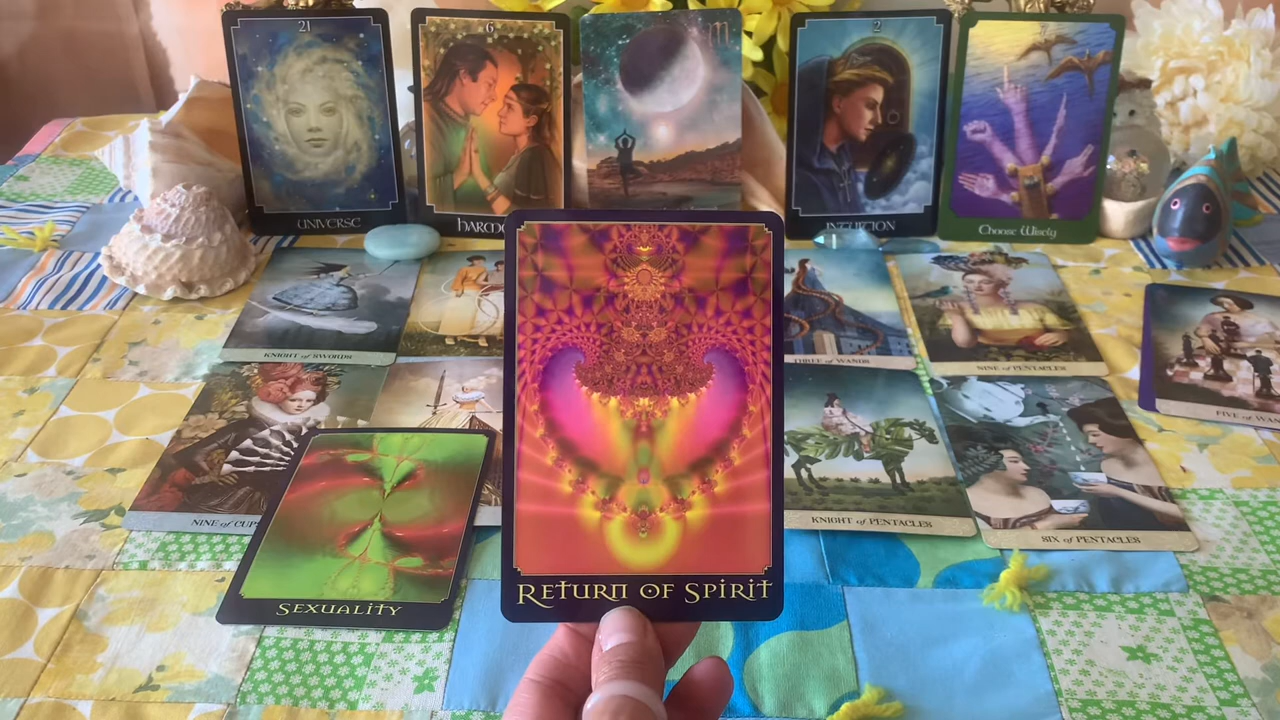 21
UNIVERSE
6
♏
2
INTUITION
Choose Wisely
KNIGHT of SWORDS
THREE of WANDS
NINE of PENTACLES
NINE of CUPS
KNIGHT of PENTACLES
SIX of PENTACLES
SEXUALITY
RETURN OF SPIRIT